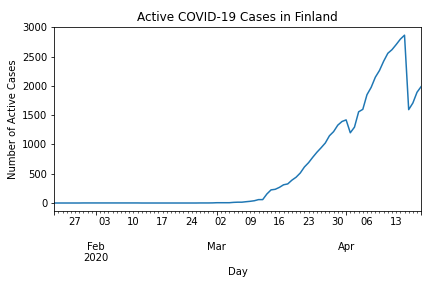 Active COVID-19 Cases in Finland
Number of Active Cases
3000
2500
2000
1500
1000
500
0
27 03 10 17 24 02 09 16 23 30 06 13
Feb Mar Apr
2020
Day